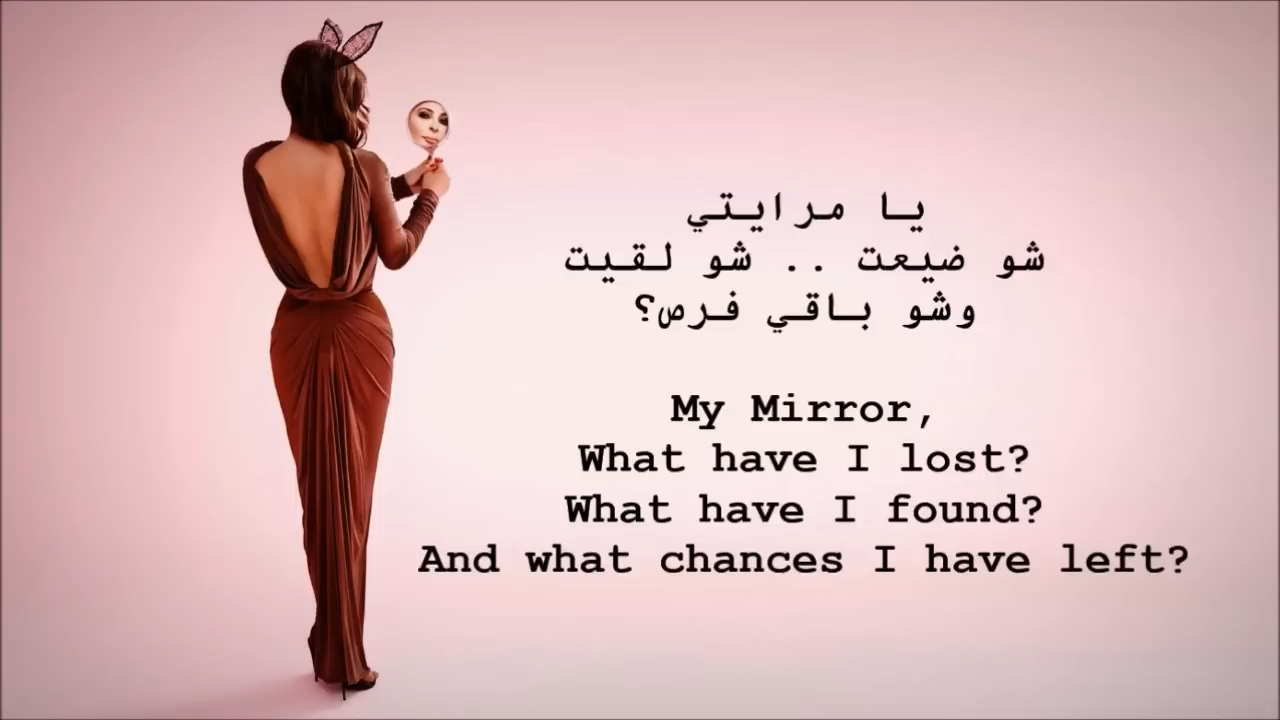 يا مرايتي
شو ضيعت .. شو لقيت
وشو باقي فرص؟
My Mirror,
What have I lost?
What have I found?
And what chances I have left?